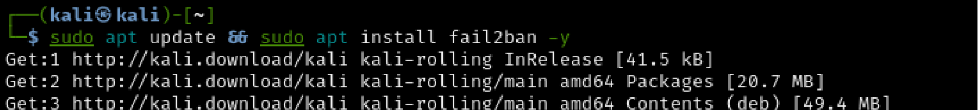 ┌──(kali㉿kali)-[~]
└─$ sudo apt update && sudo apt install fail2ban -y
Get:1 http://kali.download/kali kali-rolling InRelease [41.5 kB]
Get:2 http://kali.download/kali kali-rolling/main amd64 Packages [20.7 MB]
Get:3 http://kali.download/kali kali-rolling/main amd64 Contents (deb) [49.4 MB]